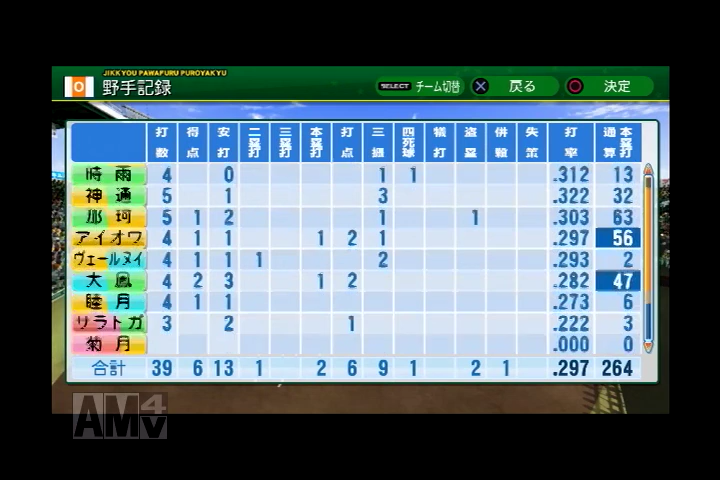 JIKKYOU PAWAFURU PUROYAKYU
O 野手記録 SELECT チーム切替 戻る 決定
打数 得点 安打 二塁打 三塁打 本塁打 打点 三振 四死球 犠打 盗塁 併殺 失策 打率 通算本塁打
時雨 4 0 1 1 .312 13
神通 5 1 3 .322 32
那珂 5 1 2 1 1 .303 63
アイオワ 4 1 1 1 2 1 .297 56
ヴェールヌイ 4 1 1 1 2 .293 2
大鳳 4 2 3 1 2 .282 47
睦月 4 1 1 .273 6
サラトガ 3 2 1 .222 3
菊月 .000 0
合計 39 6 13 1 2 6 9 1 2 1 .297 264
AM4v